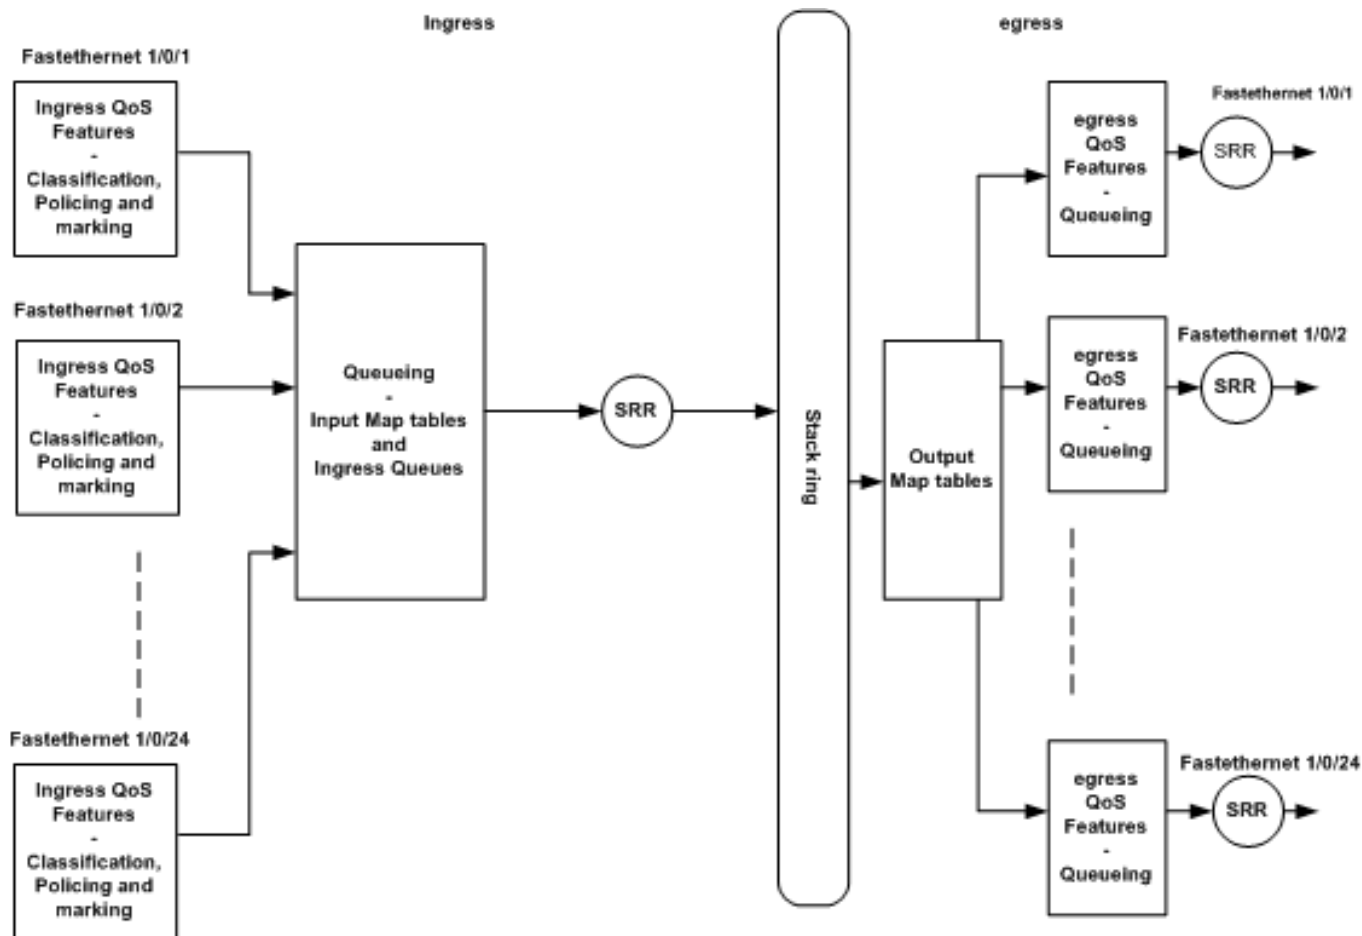 Ingress
egress
Fastethernet 1/0/1
Ingress QoS
Features
-
Classification,
Policing and
marking
Fastethernet 1/0/2
Ingress QoS
Features
-
Classification,
Policing and
marking
Fastethernet 1/0/24
Ingress QoS
Features
-
Classification,
Policing and
marking
Queueing
-
Input Map tables
and
Ingress Queues
SRR
Stack ring
Output
Map tables
egress
QoS
Features
-
Queueing
Fastethernet 1/0/1
SRR
egress
QoS
Features
-
Queueing
Fastethernet 1/0/2
SRR
egress
QoS
Features
-
Queueing
Fastethernet 1/0/24
SRR